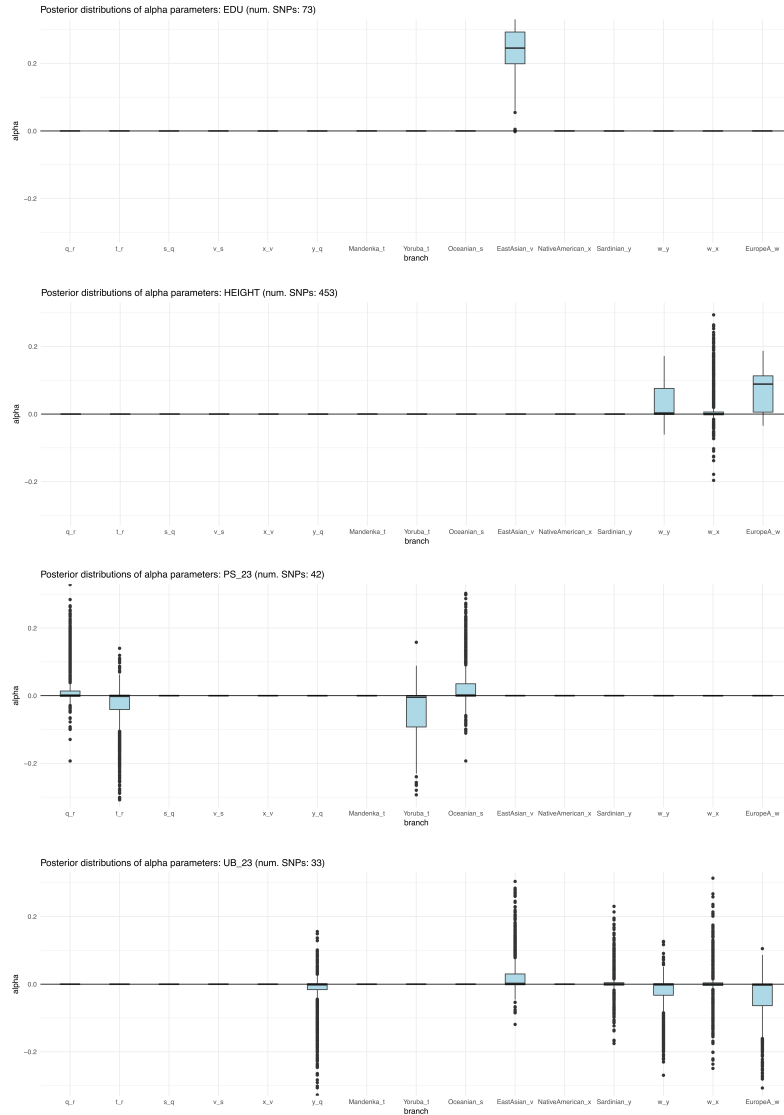 Posterior distributions of alpha parameters: EDU (num. SNPs: 73)
0.2
0.0
−0.2
alpha
q_r t_r s_q v_s x_v y_q Mandenka_t Yoruba_t Oceanian_s EastAsian_v NativeAmerican_x Sardinian_y w_y w_x EuropeA_w
branch
Posterior distributions of alpha parameters: HEIGHT (num. SNPs: 453)
0.2
0.0
−0.2
alpha
q_r t_r s_q v_s x_v y_q Mandenka_t Yoruba_t Oceanian_s EastAsian_v NativeAmerican_x Sardinian_y w_y w_x EuropeA_w
branch
Posterior distributions of alpha parameters: PS_23 (num. SNPs: 42)
0.2
0.0
−0.2
alpha
q_r t_r s_q v_s x_v y_q Mandenka_t Yoruba_t Oceanian_s EastAsian_v NativeAmerican_x Sardinian_y w_y w_x EuropeA_w
branch
Posterior distributions of alpha parameters: UB_23 (num. SNPs: 33)
0.2
0.0
−0.2
alpha
q_r t_r s_q v_s x_v y_q Mandenka_t Yoruba_t Oceanian_s EastAsian_v NativeAmerican_x Sardinian_y w_y w_x EuropeA_w
branch